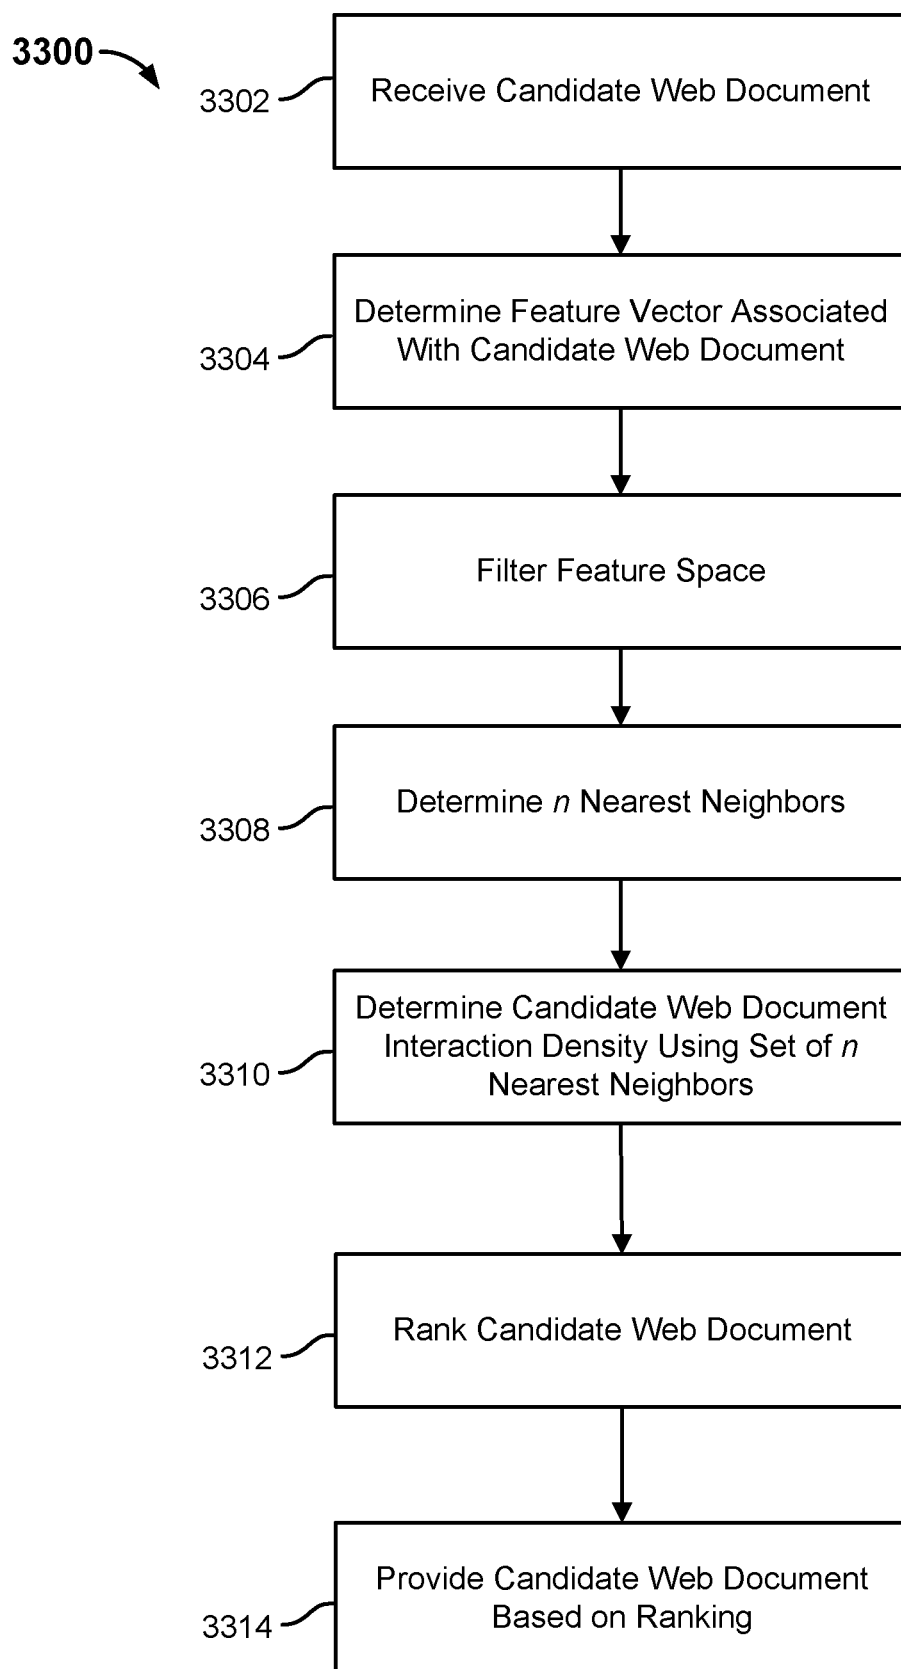 3300
3302
Receive Candidate Web Document
3304
Determine Feature Vector Associated
With Candidate Web Document
3306
Filter Feature Space
3308
Determine n Nearest Neighbors
3310
Determine Candidate Web Document
Interaction Density Using Set of n
Nearest Neighbors
3312
Rank Candidate Web Document
3314
Provide Candidate Web Document
Based on Ranking